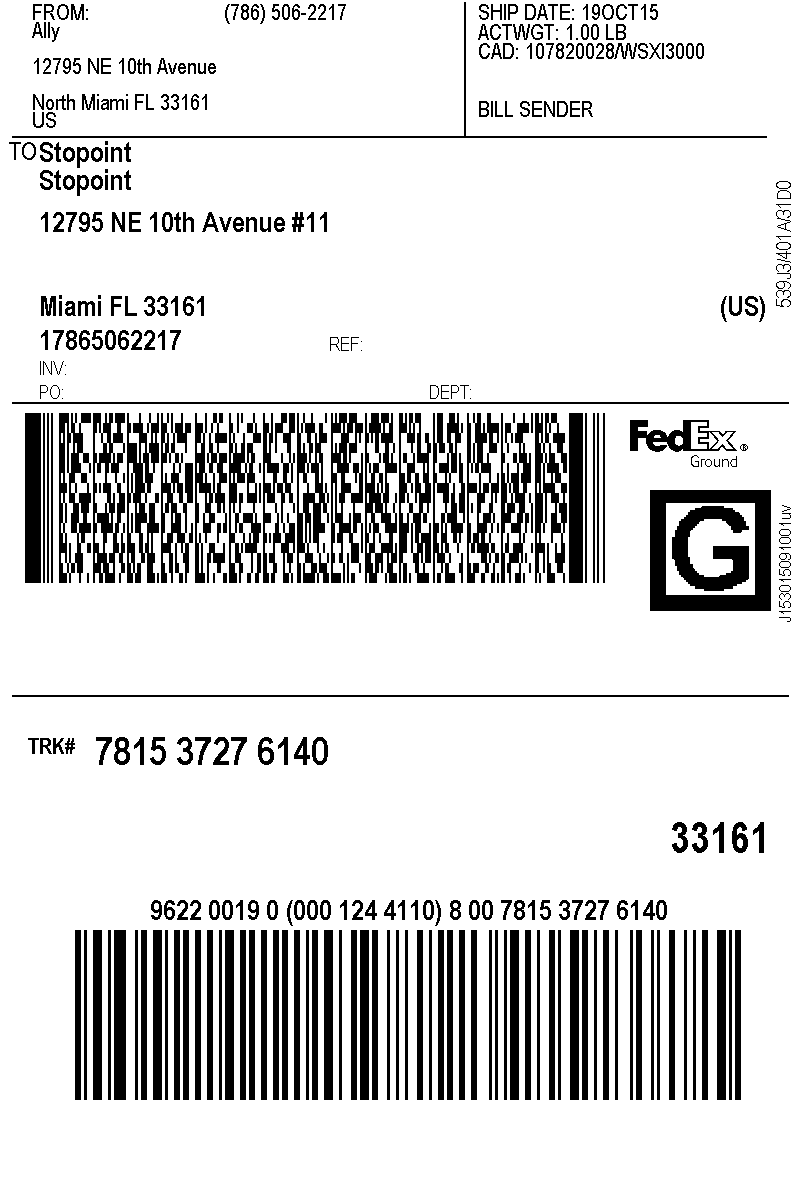 FROM: (786) 506-2217
Ally
12795 NE 10th Avenue
North Miami FL 33161
US
SHIP DATE: 19OCT15
ACTWGT: 1.00 LB
CAD: 107820028/WSXI3000
BILL SENDER
TO Stopoint
Stopoint
12795 NE 10th Avenue #11
Miami FL 33161 (US)
17865062217 REF:
INV:
PO: DEPT:
539J3/401A/31D0
FedEx®
Ground
G
J153015091001uv
TRK# 7815 3727 6140
33161
9622 0019 0 (000 124 4110) 8 00 7815 3727 6140